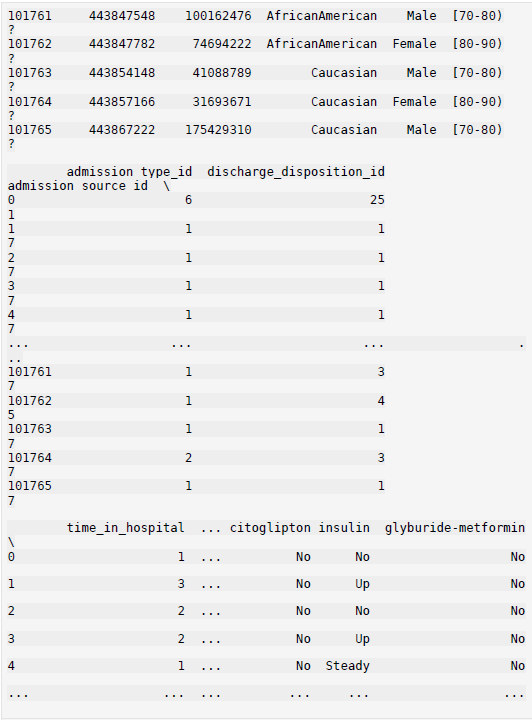 101761     443847548    100162476  AfricanAmerican    Male  [70-80)
?
101762     443847782     74694222  AfricanAmerican  Female  [80-90)
?
101763     443854148     41088789        Caucasian    Male  [70-80)
?
101764     443857166     31693671        Caucasian  Female  [80-90)
?
101765     443867222    175429310        Caucasian    Male  [70-80)
?
        admission_type_id  discharge_disposition_id
admission_source_id  \
0                       6                        25
1
1                       1                         1
7
2                       1                         1
7
3                       1                         1
7
4                       1                         1
7
...                   ...                       ...                  .
..
101761                  1                         3
7
101762                  1                         4
5
101763                  1                         1
7
101764                  2                         3
7
101765                  1                         1
7
        time_in_hospital  ... citoglipton insulin  glyburide-metformin
\
0                      1  ...          No      No                   No
1                      3  ...          No      Up                   No
2                      2  ...          No      No                   No
3                      2  ...          No      Up                   No
4                      1  ...          No  Steady                   No
...                  ...  ...         ...     ...                  ...